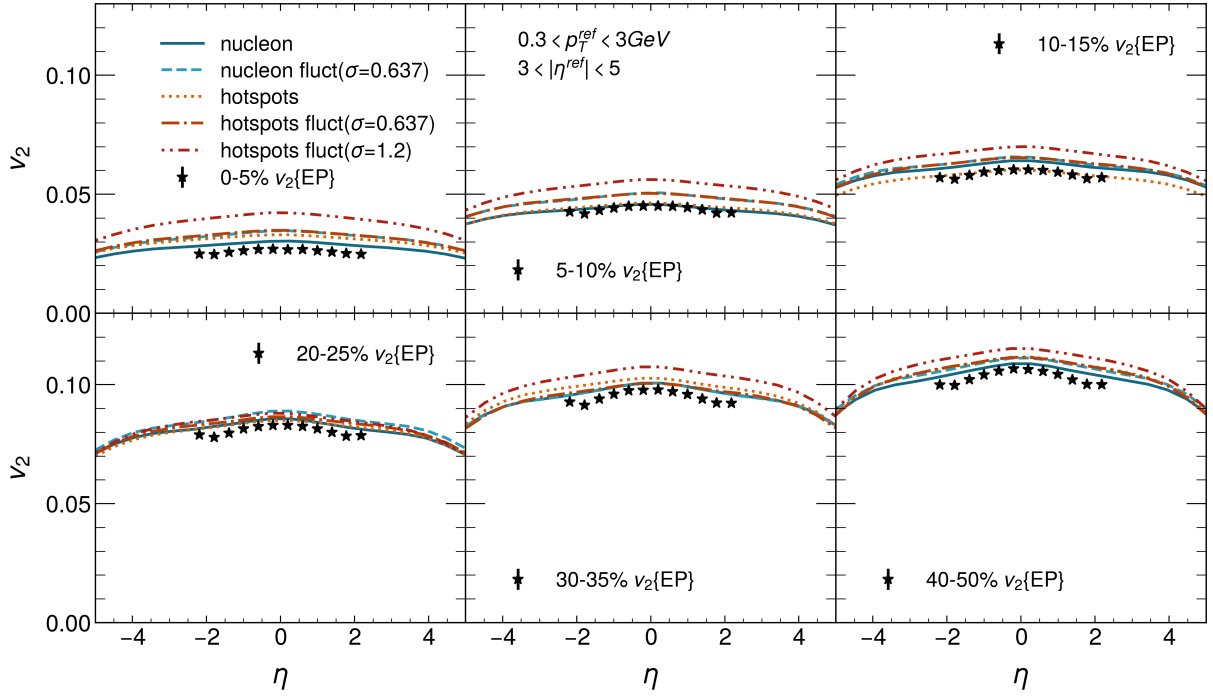 nucleon
nucleon fluct(σ=0.637)
hotspots
hotspots fluct(σ=0.637)
hotspots fluct(σ=1.2)
0-5% v₂{EP}
0.3 < p_T^{ref} < 3GeV
3 < |η^{ref}| < 5
5-10% v₂{EP}
10-15% v₂{EP}
v₂
0.10
0.05
0.00
20-25% v₂{EP}
30-35% v₂{EP}
40-50% v₂{EP}
v₂
0.10
0.05
0.00
−4 −2 0 2 4
−4 −2 0 2 4
−4 −2 0 2 4
η
η
η